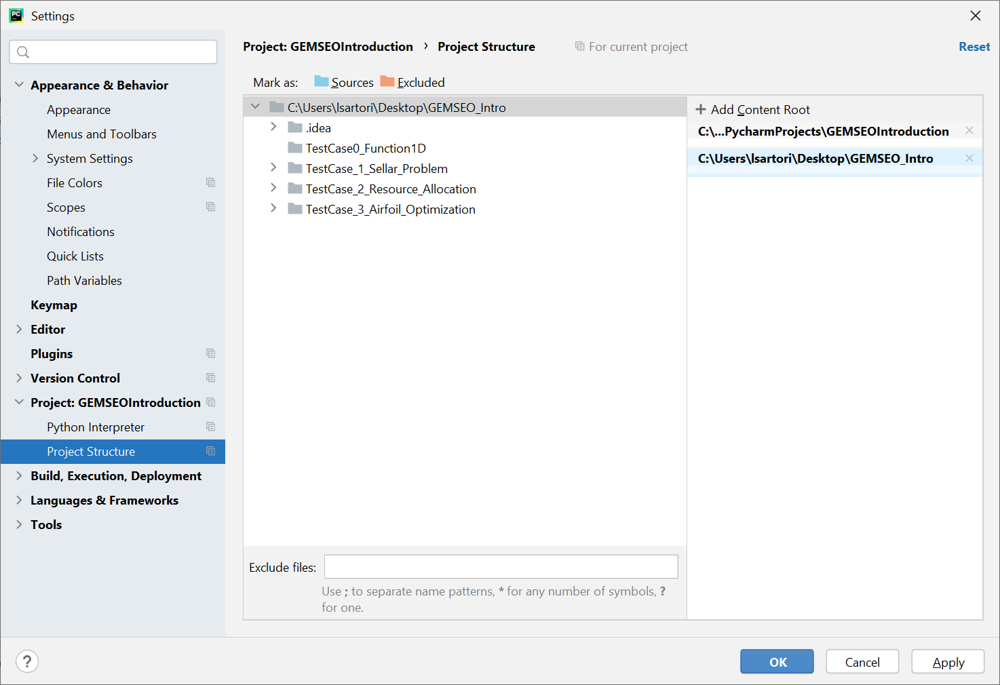 Settings
Project: GEMSEOIntroduction › Project Structure
For current project
Reset
Appearance & Behavior
Appearance
Menus and Toolbars
System Settings
File Colors
Scopes
Notifications
Quick Lists
Path Variables
Keymap
Editor
Plugins
Version Control
Project: GEMSEOIntroduction
Python Interpreter
Project Structure
Build, Execution, Deployment
Languages & Frameworks
Tools
Mark as: Sources Excluded
C:\Users\lsartori\Desktop\GEMSEO_Intro
.idea
TestCase0_Function1D
TestCase_1_Sellar_Problem
TestCase_2_Resource_Allocation
TestCase_3_Airfoil_Optimization
Add Content Root
C:\...PycharmProjects\GEMSEOIntroduction
C:\Users\lsartori\Desktop\GEMSEO_Intro
Exclude files:
Use ; to separate name patterns, * for any number of symbols, ?
for one.
?
OK
Cancel
Apply